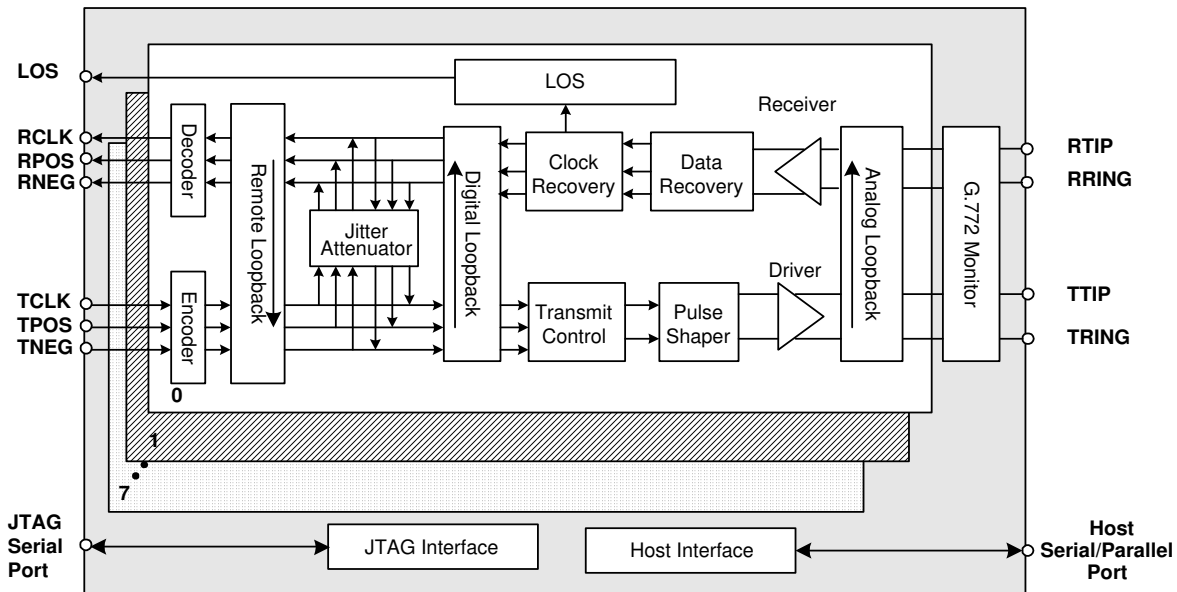 LOS
LOS
Receiver
RCLK
RPOS
RNEG
Decoder
Remote Loopback
Jitter
Attenuator
Digital Loopback
Clock
Recovery
Data
Recovery
Analog Loopback
G.772 Monitor
RTIP
RRING
TCLK
TPOS
TNEG
Encoder
Transmit
Control
Pulse
Shaper
Driver
TTIP
TRING
0
1
7
JTAG
Serial
Port
JTAG Interface
Host Interface
Host
Serial/Parallel
Port